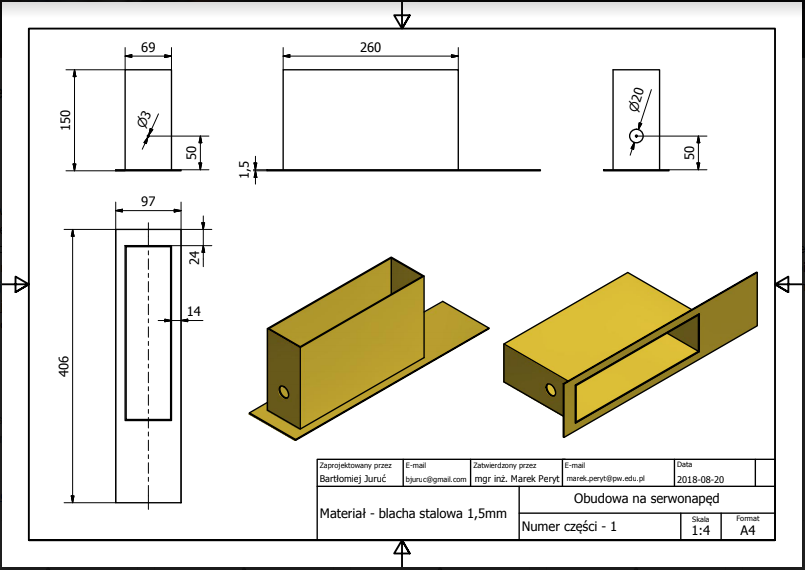 69
260
150
Ø3
50
1,5
Ø20
50
97
24
14
406
Zaprojektowany przez
Bartłomiej Juruć
E-mail
bjuruc@gmail.com
Zatwierdzony przez
mgr inż. Marek Peryt
E-mail
marek.peryt@pw.edu.pl
Data
2018-08-20
Materiał - blacha stalowa 1,5mm
Obudowa na serwonapęd
Numer części - 1
Skala
1:4
Format
A4